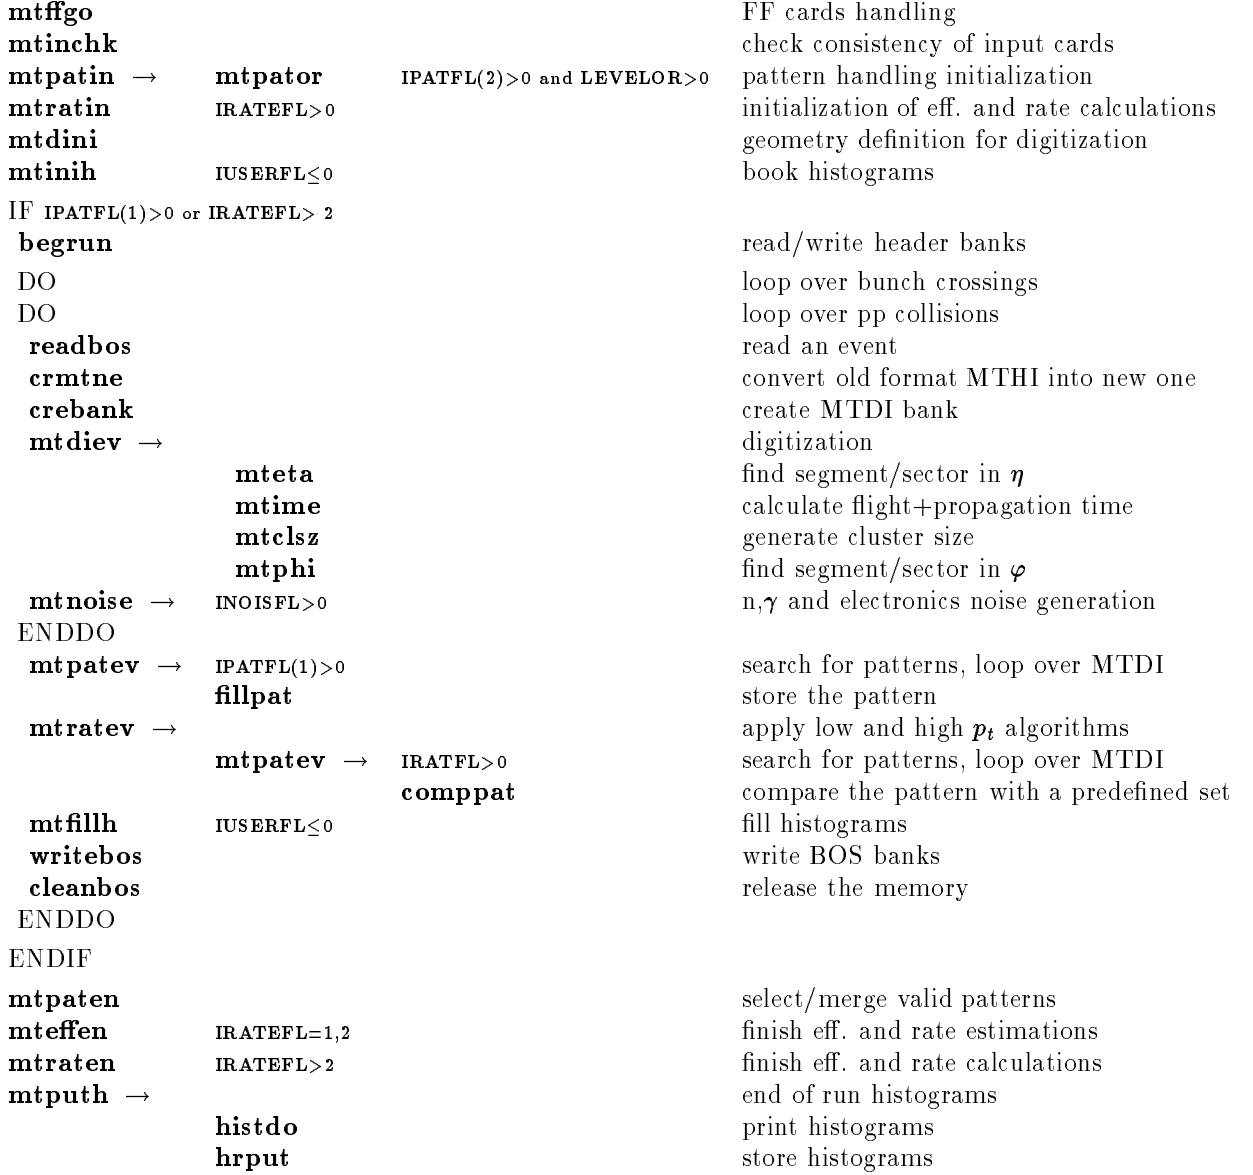 mtffgo FF cards handling
mtinchk check consistency of input cards
mtpatin → mtpator IPATFL(2)>0 and LEVELOR>0 pattern handling initialization
mtratin IRATEFL>0 initialization of eff. and rate calculations
mtdini geometry definition for digitization
mtinih IUSERFL≤0 book histograms
IF IPATFL(1)>0 or IRATEFL> 2
begrun read/write header banks
DO loop over bunch crossings
DO loop over pp collisions
readbos read an event
crmtne convert old format MTHI into new one
crebank create MTDI bank
mtdiev → digitization
mteta find segment/sector in η
mtime calculate flight+propagation time
mtclsz generate cluster size
mtphi find segment/sector in φ
mtnoise → INOISFL>0 n,γ and electronics noise generation
ENDDO
mtpatev → IPATFL(1)>0 search for patterns, loop over MTDI
fillpat store the pattern
mtratev → apply low and high pt algorithms
mtpatev → IRATFL>0 search for patterns, loop over MTDI
comppat compare the pattern with a predefined set
mtfillh IUSERFL≤0 fill histograms
writebos write BOS banks
cleanbos release the memory
ENDDO
ENDIF
mtpaten select/merge valid patterns
mteffen IRATEFL=1,2 finish eff. and rate estimations
mtraten IRATEFL>2 finish eff. and rate calculations
mtputh → end of run histograms
histdo print histograms
hrput store histograms